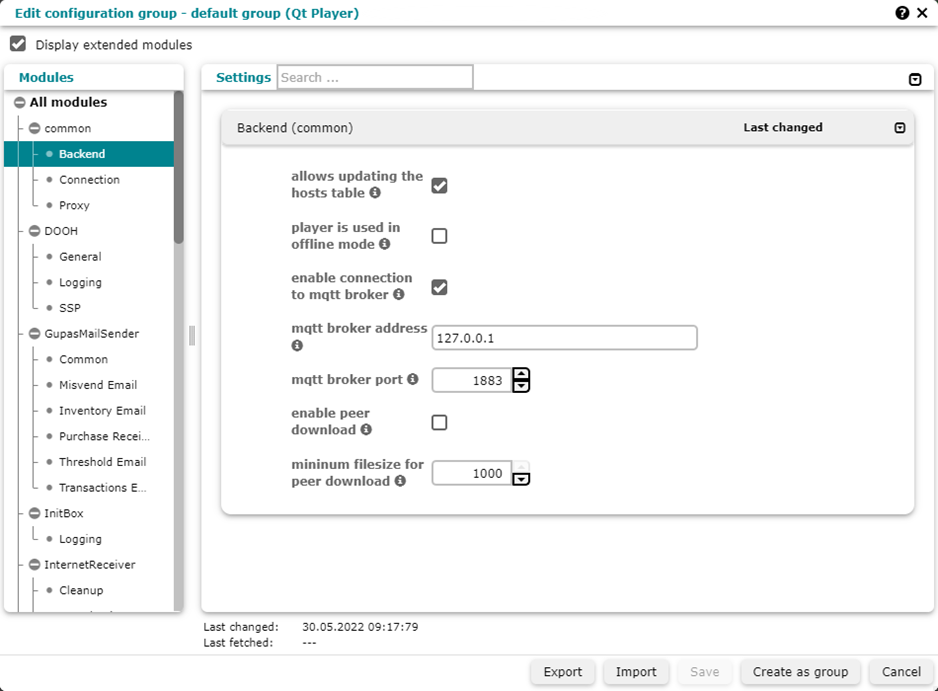 Edit configuration group - default group (Qt Player)
Display extended modules
Modules
All modules
common
Backend
Connection
Proxy
DOOH
General
Logging
SSP
GupasMailSender
Common
Misvend Email
Inventory Email
Purchase Recei...
Threshold Email
Transactions E...
InitBox
Logging
InternetReceiver
Cleanup
Settings
Search ...
Backend (common)
Last changed
allows updating the
hosts table
player is used in
offline mode
enable connection
to mqtt broker
mqtt broker address
127.0.0.1
mqtt broker port
1883
enable peer
download
mininum filesize for
peer download
1000
Last changed: 30.05.2022 09:17:79
Last fetched: ---
Export
Import
Save
Create as group
Cancel